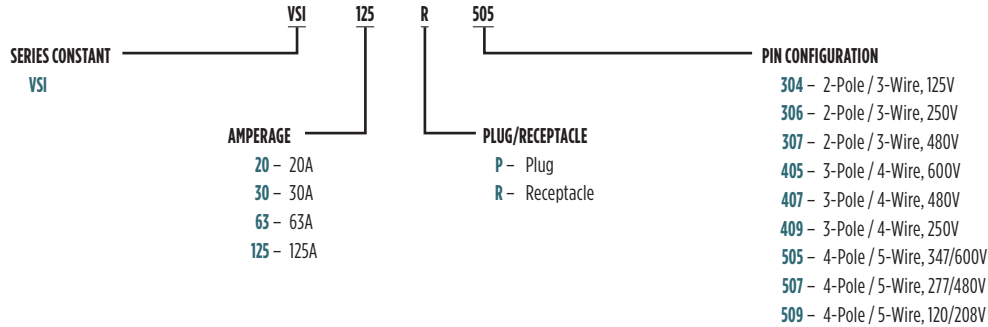 VSI 125 R 505
SERIES CONSTANT
VSI
AMPERAGE
20 – 20A
30 – 30A
63 – 63A
125 – 125A
PLUG/RECEPTACLE
P – Plug
R – Receptacle
PIN CONFIGURATION
304 – 2-Pole / 3-Wire, 125V
306 – 2-Pole / 3-Wire, 250V
307 – 2-Pole / 3-Wire, 480V
405 – 3-Pole / 4-Wire, 600V
407 – 3-Pole / 4-Wire, 480V
409 – 3-Pole / 4-Wire, 250V
505 – 4-Pole / 5-Wire, 347/600V
507 – 4-Pole / 5-Wire, 277/480V
509 – 4-Pole / 5-Wire, 120/208V